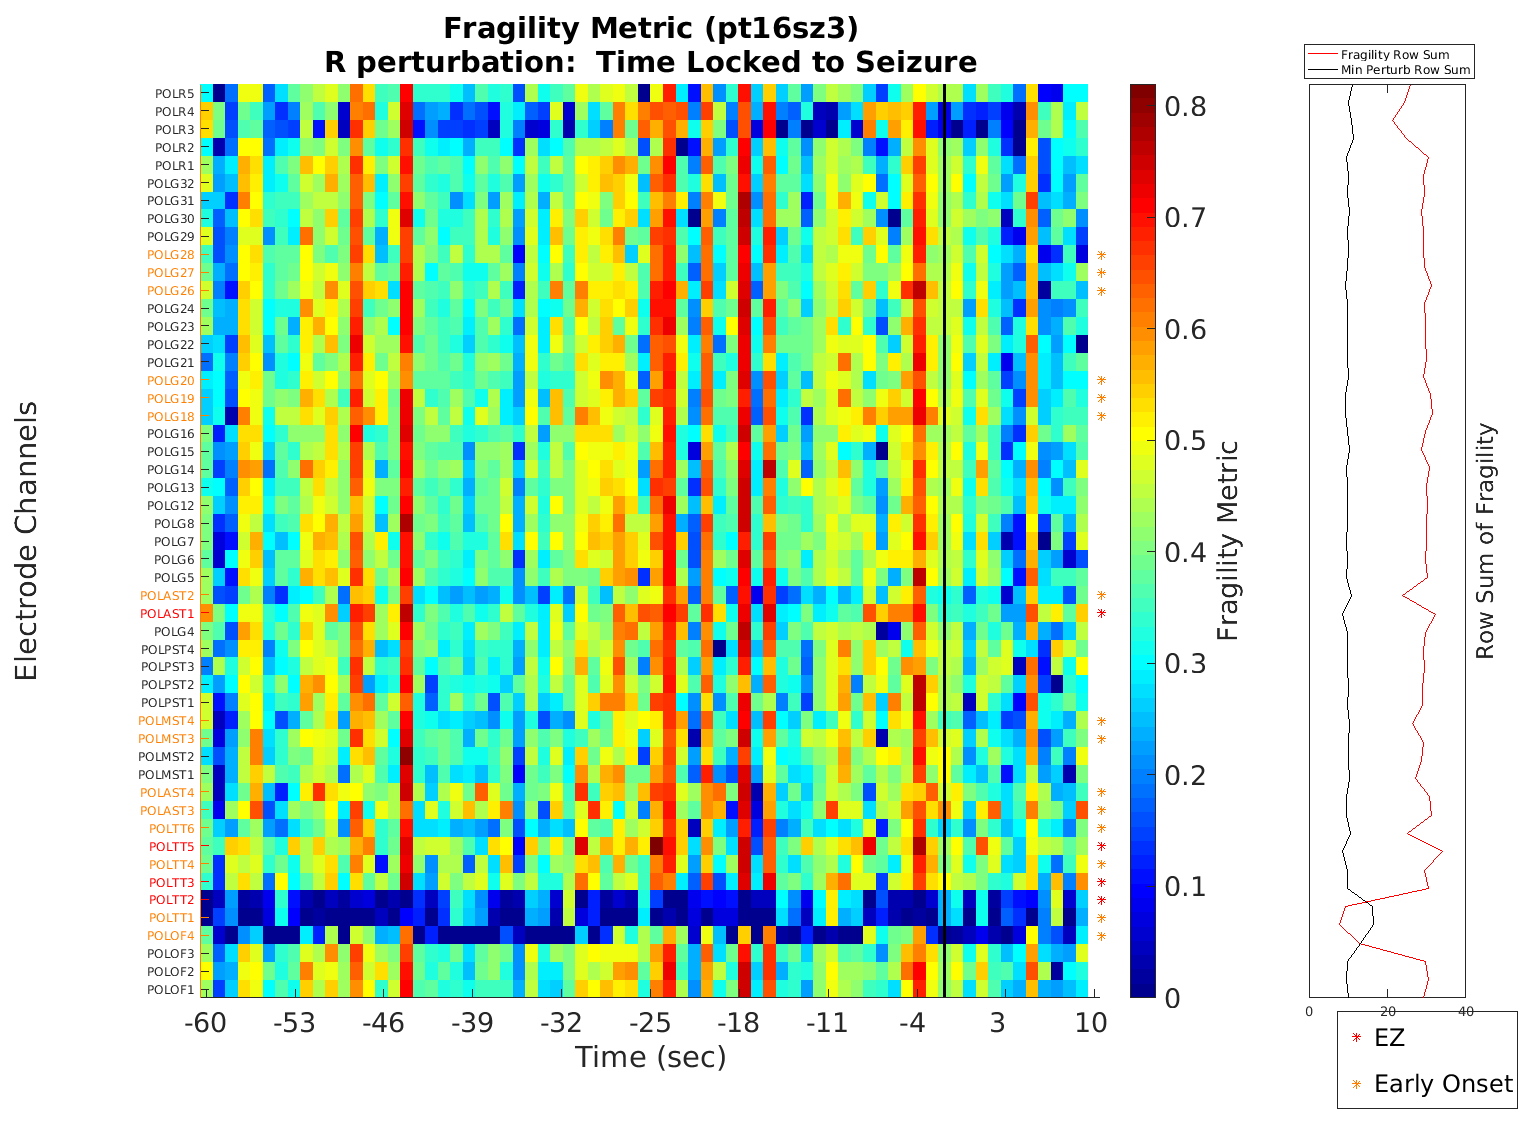 Fragility Metric (pt16sz3)
R perturbation:  Time Locked to Seizure
Electrode Channels
POLR5
POLR4
POLR3
POLR2
POLR1
POLG32
POLG31
POLG30
POLG29
POLG28
POLG27
POLG26
POLG24
POLG23
POLG22
POLG21
POLG20
POLG19
POLG18
POLG16
POLG15
POLG14
POLG13
POLG12
POLG8
POLG7
POLG6
POLG5
POLAST2
POLAST1
POLG4
POLPST4
POLPST3
POLPST2
POLPST1
POLMST4
POLMST3
POLMST2
POLMST1
POLAST4
POLAST3
POLTT6
POLTT5
POLTT4
POLTT3
POLTT2
POLTT1
POLOF4
POLOF3
POLOF2
POLOF1
-60 -53 -46 -39 -32 -25 -18 -11 -4 3 10
Time (sec)
0.8
0.7
0.6
0.5
0.4
0.3
0.2
0.1
0
Fragility Metric
Fragility Row Sum
Min Perturb Row Sum
0 20 40
Row Sum of Fragility
EZ
Early Onset